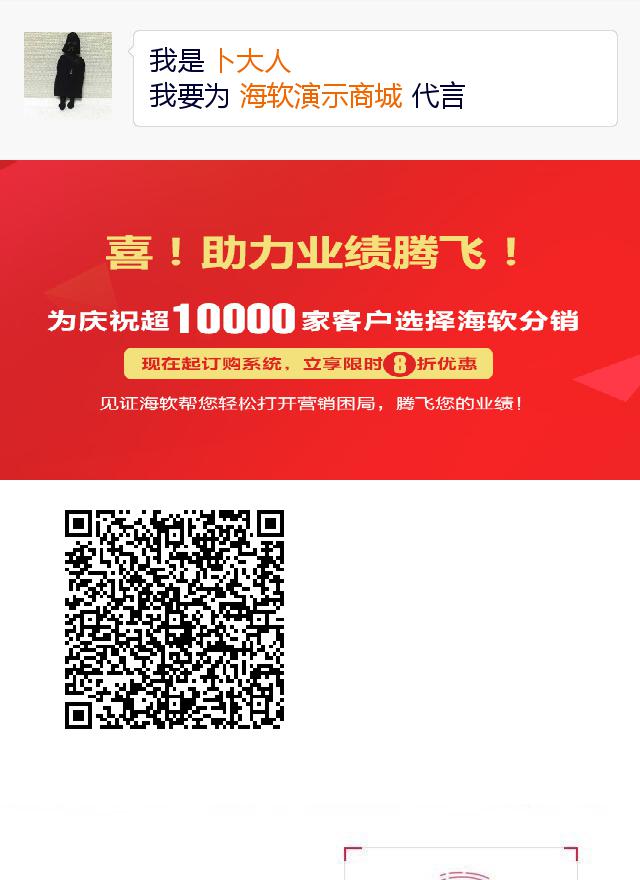 我是 卜大人
我要为 海软演示商城 代言
喜！助力业绩腾飞！
为庆祝超10000家客户选择海软分销
现在起订购系统，立享限时8折优惠
见证海软帮您轻松打开营销困局，腾飞您的业绩！